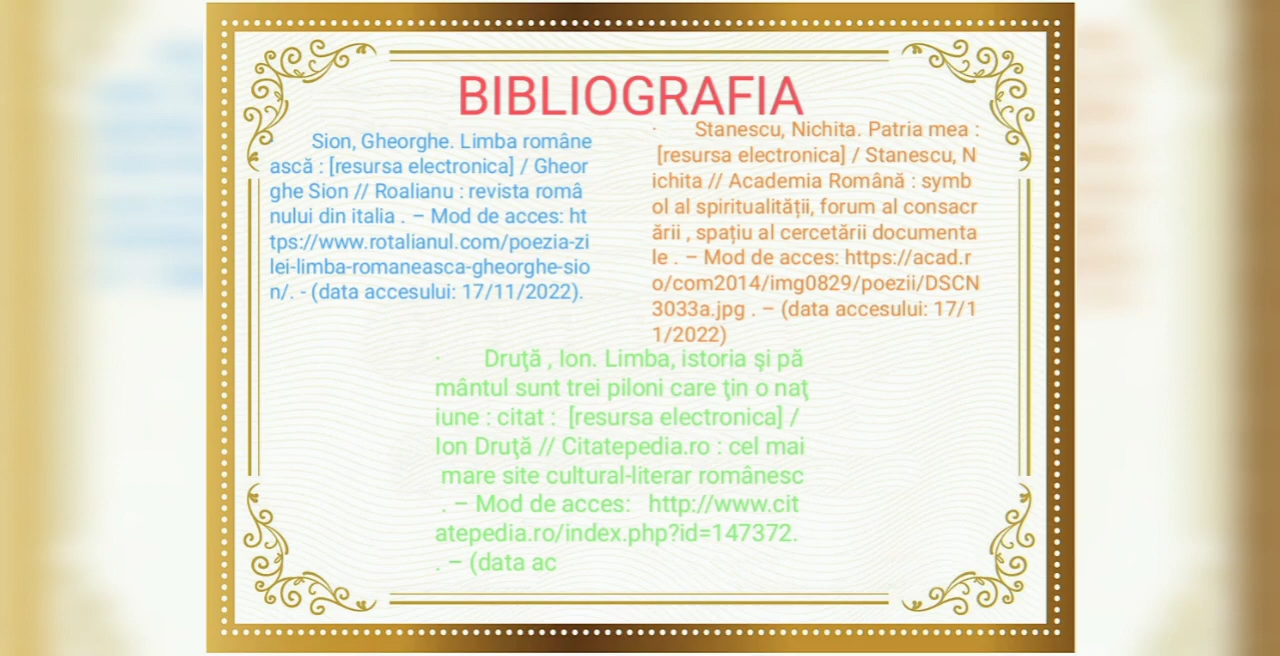 BIBLIOGRAFIA
Sion, Gheorghe. Limba române
ască : [resursa electronica] / Gheor
ghe Sion // Roalianu : revista româ
nului din italia . – Mod de acces: ht
tps://www.rotalianul.com/poezia-zi
lei-limba-romaneasca-gheorghe-sio
n/. - (data accesului: 17/11/2022).
· Stanescu, Nichita. Patria mea :
[resursa electronica] / Stanescu, N
ichita // Academia Română : symb
ol al spiritualității, forum al consacr
ării , spațiu al cercetării documenta
le . – Mod de acces: https://acad.r
o/com2014/img0829/poezii/DSCN
3033a.jpg . – (data accesului: 17/1
1/2022)
· Druţă , Ion. Limba, istoria şi pă
mântul sunt trei piloni care ţin o naţ
iune : citat : [resursa electronica] /
Ion Druţă // Citatepedia.ro : cel mai
mare site cultural-literar românesc
. – Mod de acces: http://www.cit
atepedia.ro/index.php?id=147372.
. – (data ac